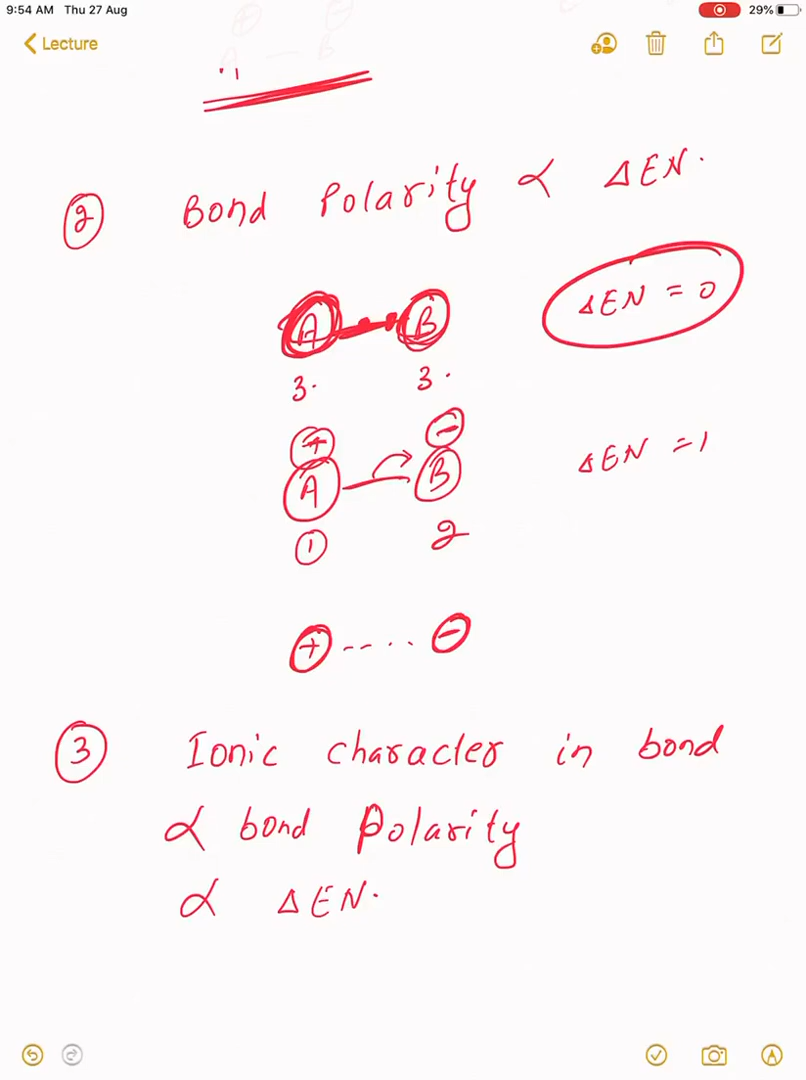 9:54 AM Thu 27 Aug
29%
Lecture
② Bond Polarity ∝ ΔEN.
A B
ΔEN = 0
3. 3.
+ −
A B
ΔEN = 1
① 2
+ ---.. −
③ Ionic character in bond
∝ bond Polarity
∝ ΔEN.